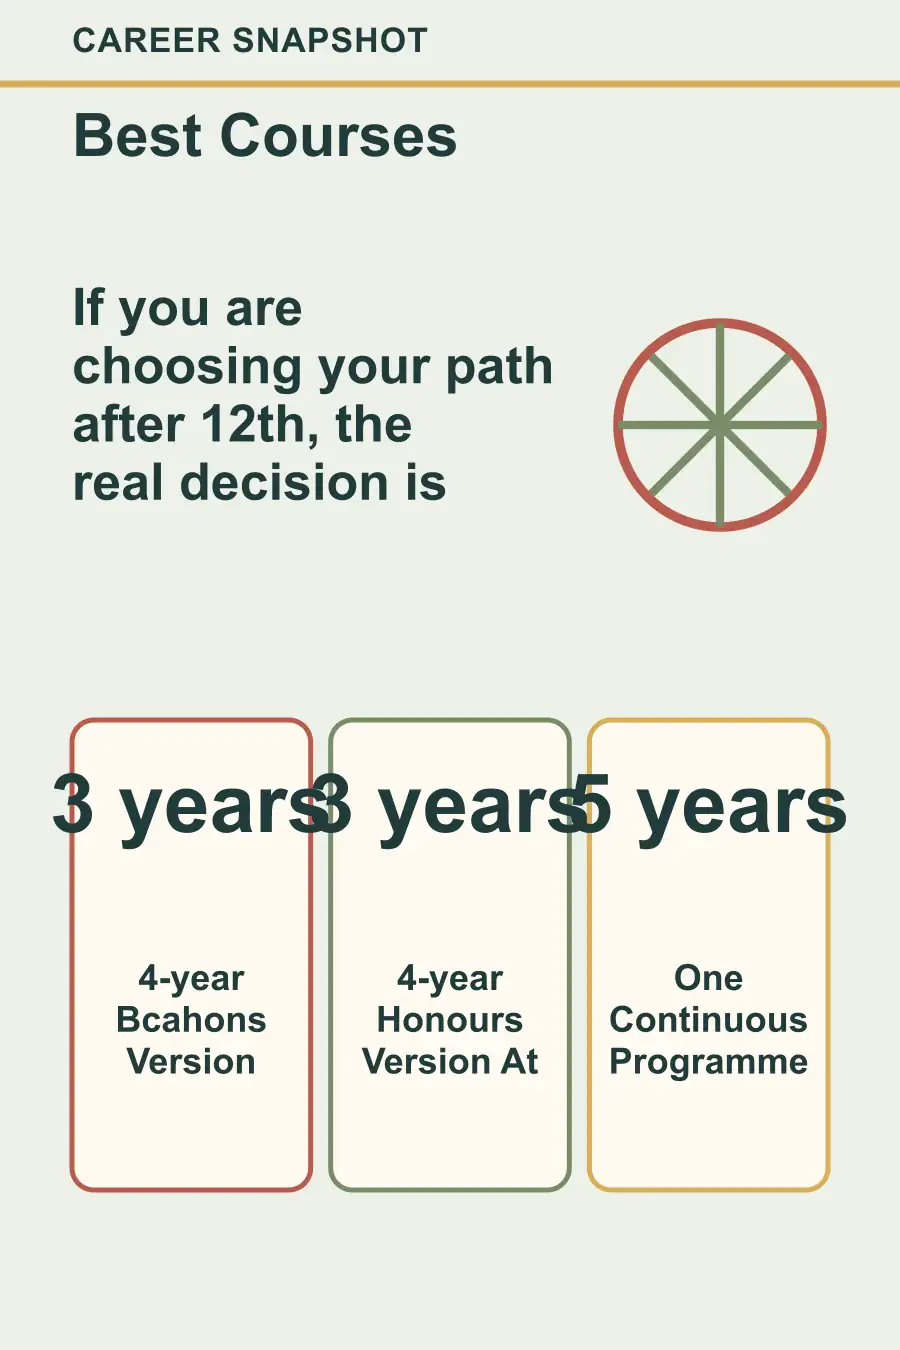 CAREER SNAPSHOT
Best Courses
If you are
choosing your path
after 12th, the
real decision is
3 years
3 years
5 years
4-year
Bcahons
Version
4-year
Honours
Version At
One
Continuous
Programme